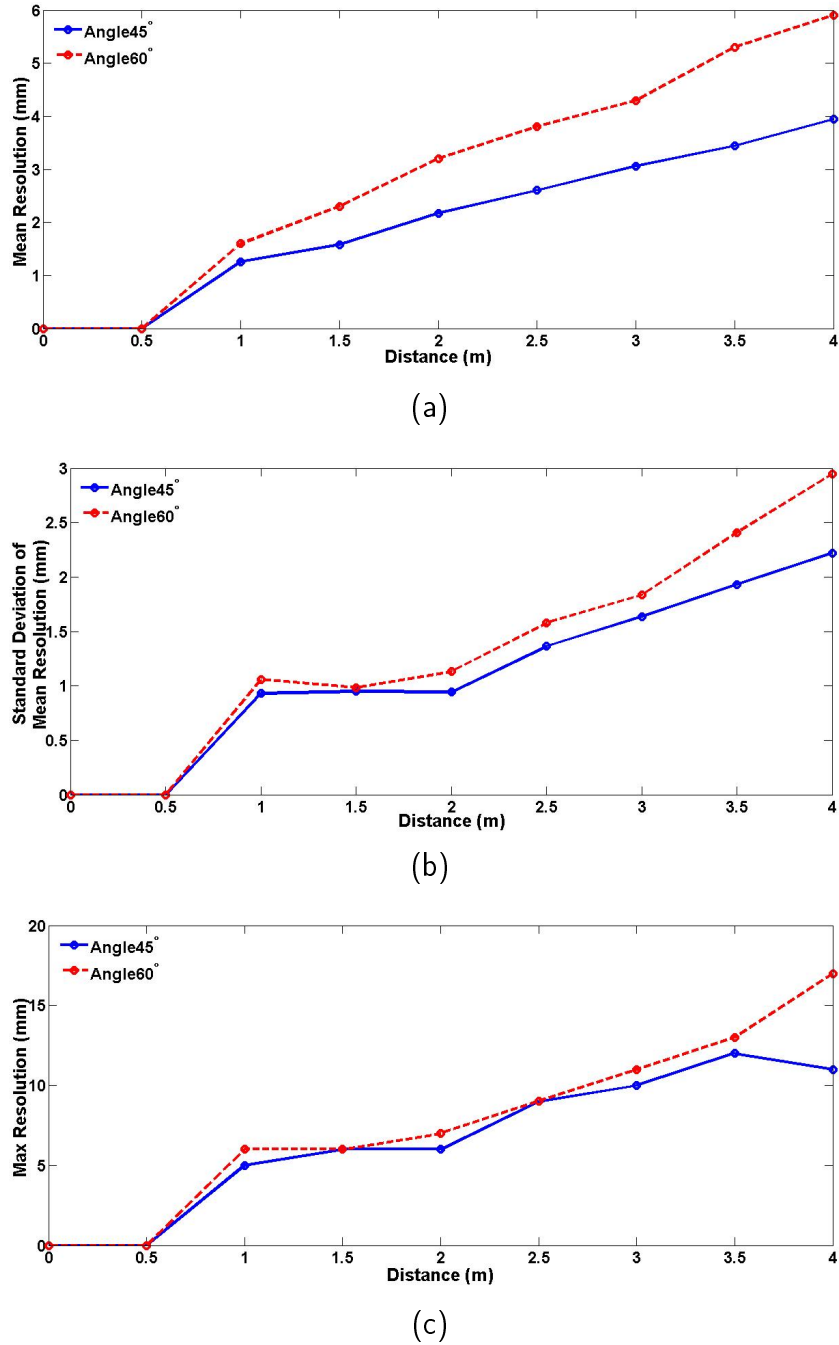 6
5
4
3
2
1
0
Mean Resolution (mm)
Angle45°
Angle60°
0 0.5 1 1.5 2 2.5 3 3.5 4
Distance (m)
(a)
3
2.5
2
1.5
1
0.5
0
Standard Deviation of
Mean Resolution (mm)
Angle45°
Angle60°
0 0.5 1 1.5 2 2.5 3 3.5 4
Distance (m)
(b)
20
15
10
5
0
Max Resolution (mm)
Angle45°
Angle60°
0 0.5 1 1.5 2 2.5 3 3.5 4
Distance (m)
(c)